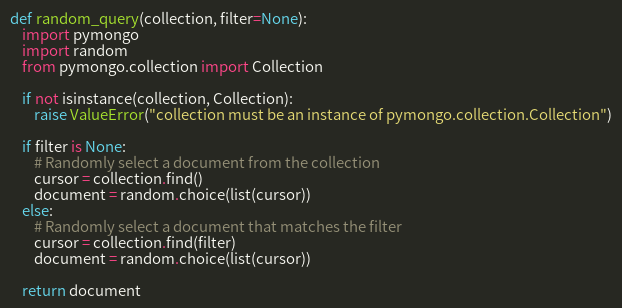 def random_query(collection, filter=None):
    import pymongo
    import random
    from pymongo.collection import Collection

    if not isinstance(collection, Collection):
        raise ValueError("collection must be an instance of pymongo.collection.Collection")

    if filter is None:
        # Randomly select a document from the collection
        cursor = collection.find()
        document = random.choice(list(cursor))
    else:
        # Randomly select a document that matches the filter
        cursor = collection.find(filter)
        document = random.choice(list(cursor))

    return document